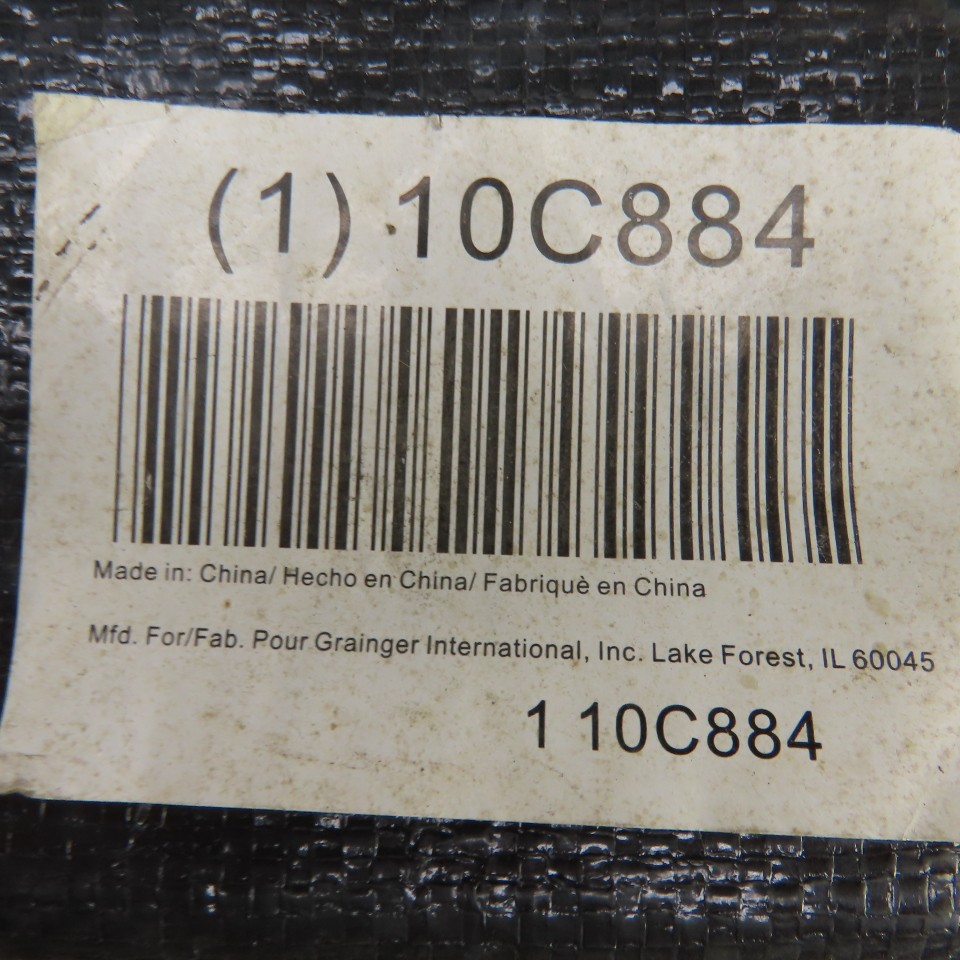 (1) 10C884
Made in: China/ Hecho en China/ Fabriquè en China
Mfd. For/Fab. Pour Grainger International, Inc. Lake Forest, IL 60045
1 10C884